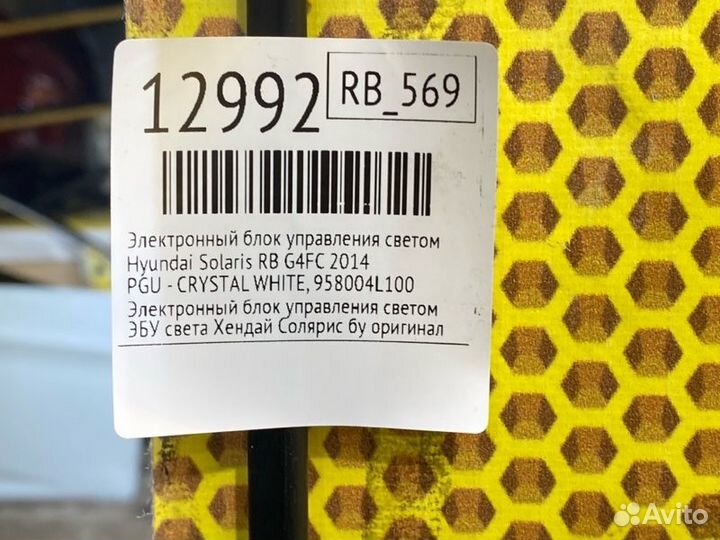 12992
RB_569
Электронный блок управления светом
Hyundai Solaris RB G4FC 2014
PGU - CRYSTAL WHITE, 958004L100
Электронный блок управления светом
ЭБУ света Хендай Солярис бу оригинал
Avito